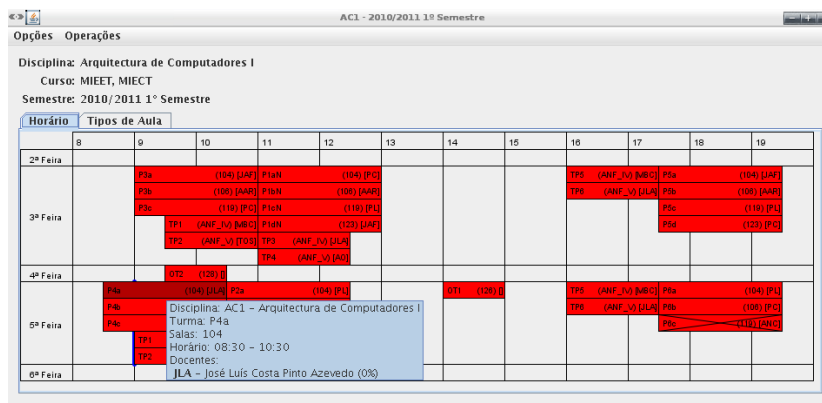 AC1 - 2010/2011 1º Semestre
Opções Operações
Disciplina: Arquitectura de Computadores I
Curso: MIEET, MIECT
Semestre: 2010/2011 1º Semestre
Horário Tipos de Aula
8 9 10 11 12 13 14 15 16 17 18 19
2ª Feira
P3a (104) [JAF] P1aN (104) [PC] TP5 (ANF_IV) [MBC] P5a (104) [JAF]
P3b (106) [AAR] P1bN (106) [AAR] TP6 (ANF_V) [JLA] P5b (106) [AAR]
P3c (119) [PC] P1cN (119) [PL] P5c (119) [PL]
3ª Feira
TP1 (ANF_IV) [MBC] P1dN (123) [JAF] P5d (123) [PC]
TP2 (ANF_V) [TOS] TP3 (ANF_IV) [JLA]
TP4 (ANF_V) [AO]
4ª Feira OT2 (126) []
P4a (104) [JLA] P2a (104) [PL] OT1 (126) [] TP5 (ANF_IV) [MBC] P6a (104) [PL]
P4b TP6 (ANF_V) [JLA] P6b (106) [PC]
P4c P6c (119) [ANC]
5ª Feira
TP1
TP2
Disciplina: AC1 - Arquitectura de Computadores I
Turma: P4a
Salas: 104
Horário: 08:30 - 10:30
Docentes:
JLA - José Luís Costa Pinto Azevedo (0%)
6ª Feira